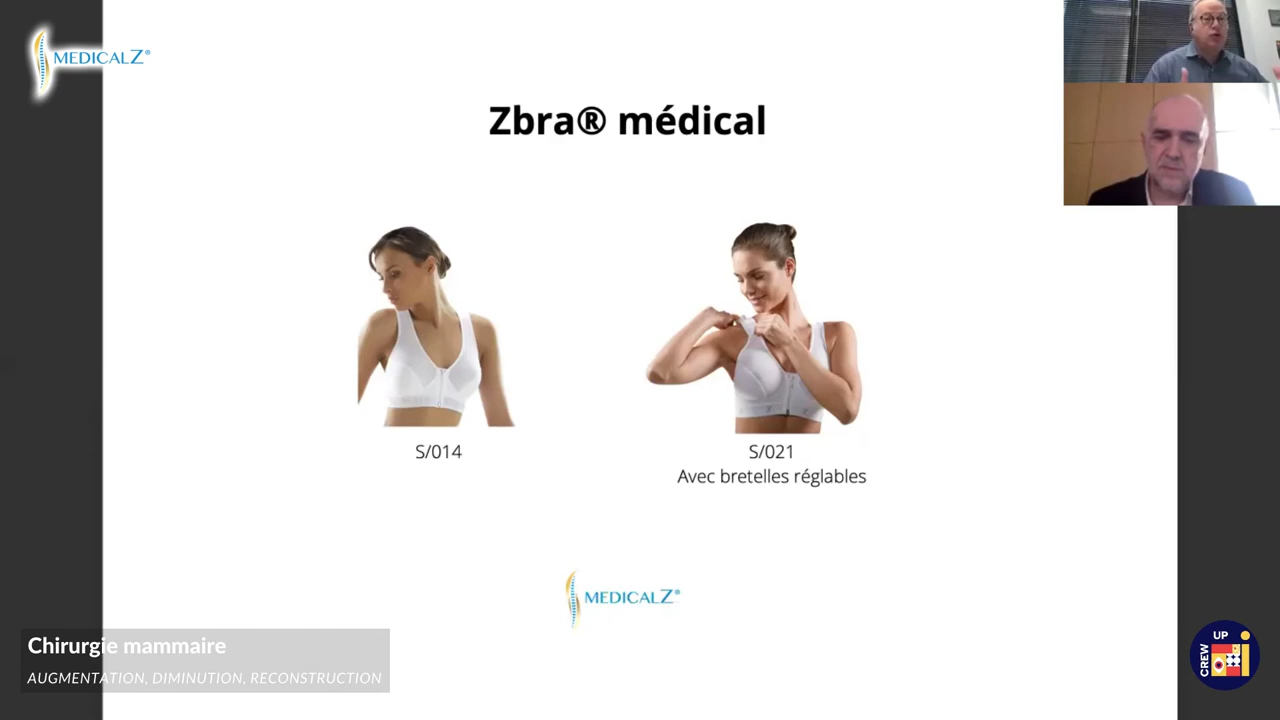 MEDICALZ®
Zbra® médical
S/014
S/021
Avec bretelles réglables
MEDICALZ®
Chirurgie mammaire
AUGMENTATION, DIMINUTION, RECONSTRUCTION
CREW
UP